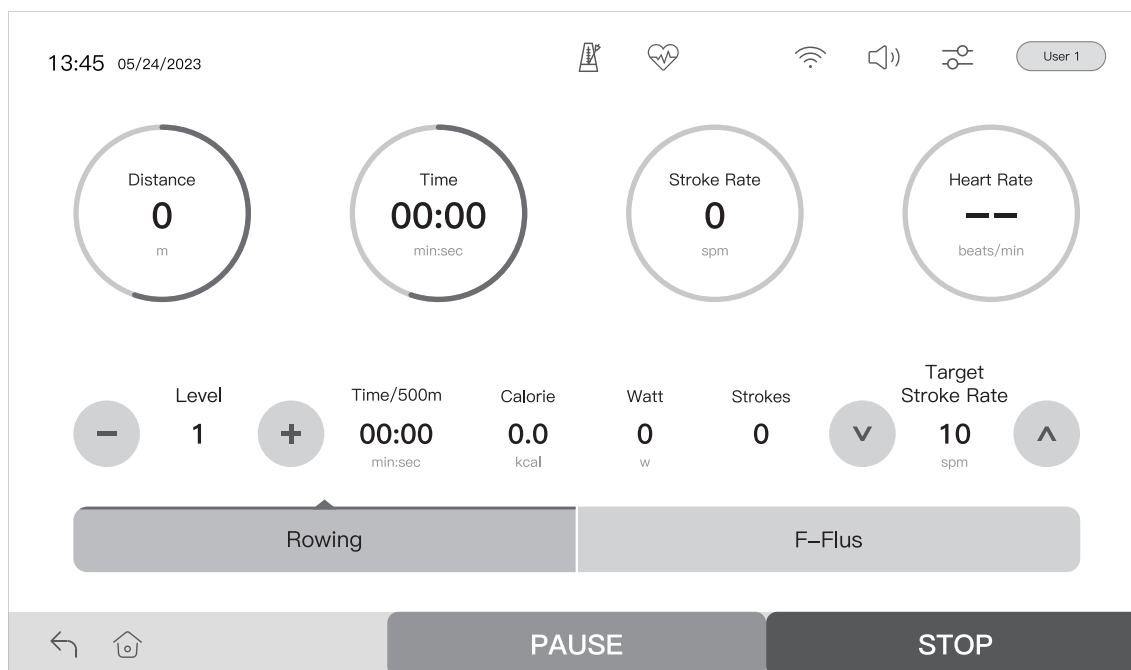 13:45 05/24/2023
User 1
Distance
0
m
Time
00:00
min:sec
Stroke Rate
0
spm
Heart Rate
--
beats/min
Level
1
Time/500m
00:00
min:sec
Calorie
0.0
kcal
Watt
0
w
Strokes
0
Target
Stroke Rate
10
spm
Rowing
F-Flus
PAUSE
STOP